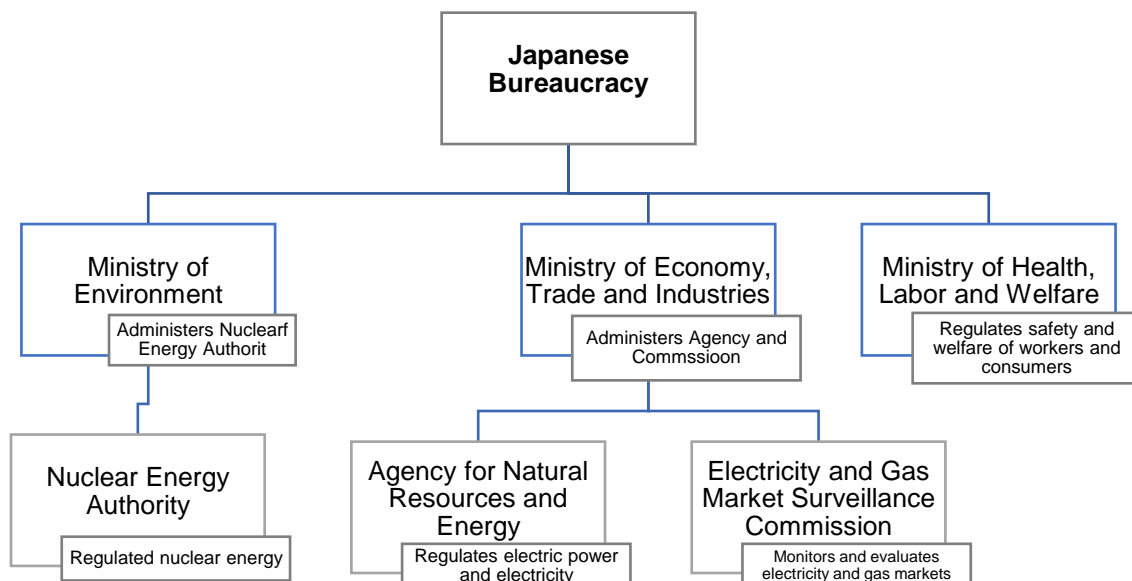 Japanese
Bureaucracy
Ministry of
Environment
Administers Nuclearf
Energy Authorit
Ministry of Economy,
Trade and Industries
Administers Agency and
Commssioon
Ministry of Health,
Labor and Welfare
Regulates safety and
welfare of workers and
consumers
Nuclear Energy
Authority
Regulated nuclear energy
Agency for Natural
Resources and
Energy
Regulates electric power
and electricity
Electricity and Gas
Market Surveillance
Commission
Monitors and evaluates
electricity and gas markets